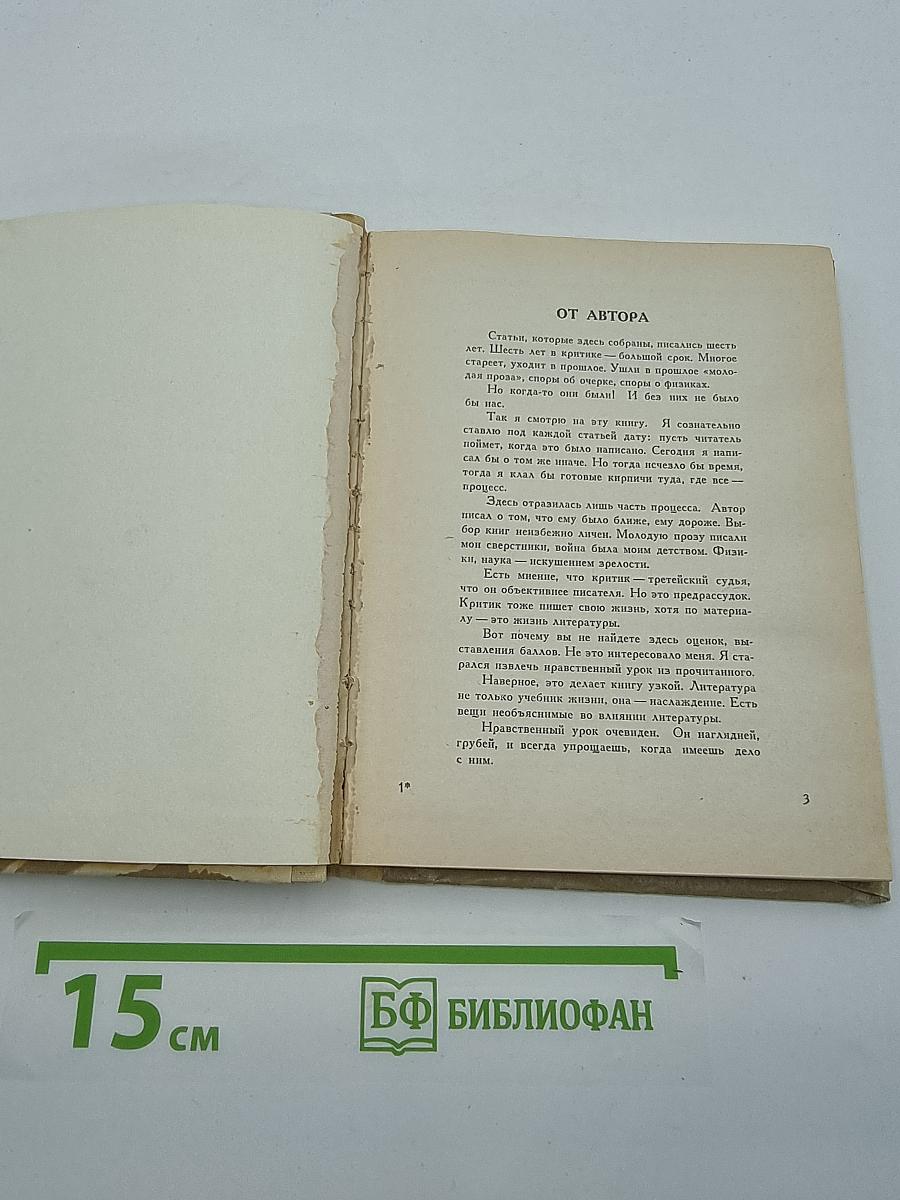 ОТ АВТОРА
Статьи, которые здесь собраны, писались шесть
лет. Шесть лет в критике — большой срок. Многое
стареет, уходит в прошлое. Ушли в прошлое «моло-
дая проза», споры об очерке, споры о физиках.
Но когда-то они были! И без них не было
бы нас.
Так я смотрю на эту книгу. Я сознательно
ставлю под каждой статьей дату: пусть читатель
поймет, когда это было написано. Сегодня я напи-
сал бы о том же иначе. Но тогда исчезло бы время,
тогда я клал бы готовые кирпичи туда, где все —
процесс.
Здесь отразилась лишь часть процесса. Автор
писал о том, что ему было ближе, ему дороже. Вы-
бор книг неизбежно личен. Молодую прозу писали
мои сверстники, война была моим детством. Физи-
ки, наука — искушением зрелости.
Есть мнение, что критик — третейский судья,
что он объективнее писателя. Но это предрассудок.
Критик тоже пишет свою жизнь, хотя по материа-
лу — это жизнь литературы.
Вот почему вы не найдете здесь оценок, вы-
ставления баллов. Не это интересовало меня. Я ста-
рался извлечь нравственный урок из прочитанного.
Наверное, это делает книгу узкой. Литература
не только учебник жизни, она — наслаждение. Есть
вещи необъяснимые во влиянии литературы.
Нравственный урок очевиден. Он наглядней,
грубей, и всегда упрощаешь, когда имеешь дело
с ним.
1*
3
15 см
БФ БИБЛИОФАН